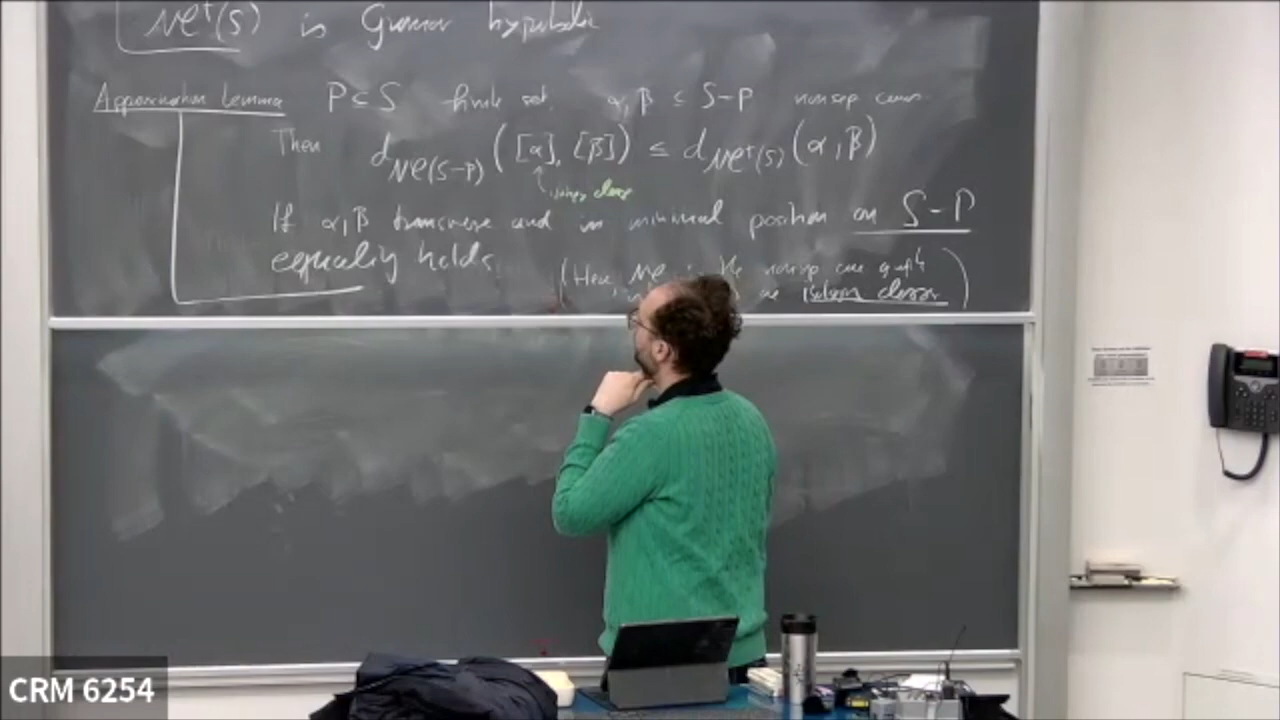 NC†(S) is Gromov hyperbolic
Approximation Lemma P ⊂ S finite set, α, β ⊂ S-P nonsep curves
Then d_NC(S-P) ([α], [β]) ≤ d_NC†(S) (α, β)
isotopy class
If α, β transverse and in minimal position on S-P
equality holds.
(Here, NC is the nonsep curve graph
isotopy classes)
CRM 6254